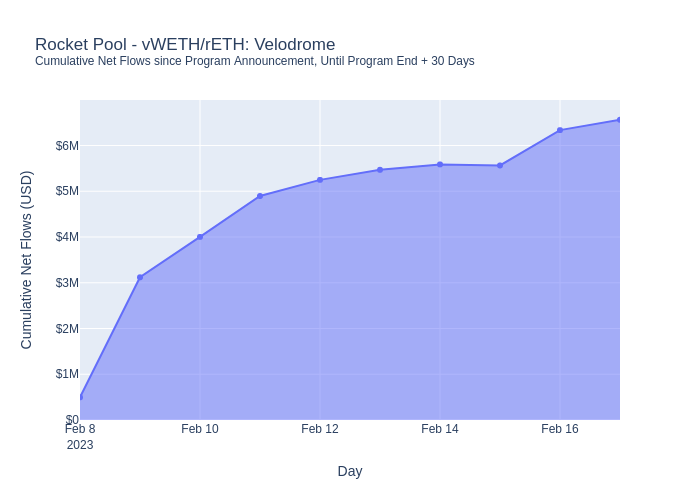 Rocket Pool - vWETH/rETH: Velodrome
Cumulative Net Flows since Program Announcement, Until Program End + 30 Days
Cumulative Net Flows (USD)
$6M
$5M
$4M
$3M
$2M
$1M
$0
Feb 8
2023
Feb 10
Feb 12
Feb 14
Feb 16
Day